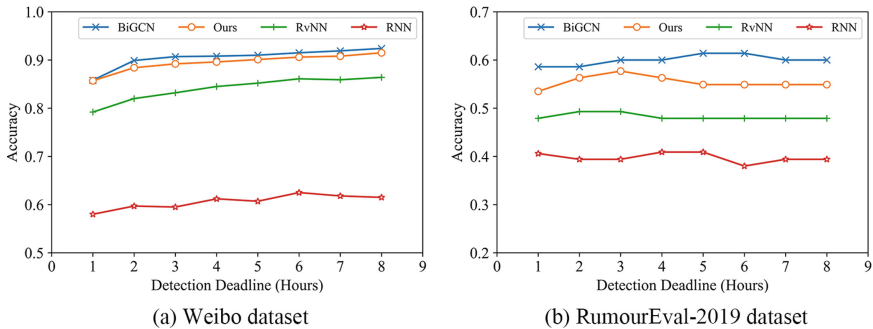 BiGCN Ours RvNN RNN
1.0
0.9
0.8
0.7
0.6
0.5
Accuracy
0 1 2 3 4 5 6 7 8 9
Detection Deadline (Hours)
(a) Weibo dataset
BiGCN Ours RvNN RNN
0.7
0.6
0.5
0.4
0.3
0.2
Accuracy
0 1 2 3 4 5 6 7 8 9
Detection Deadline (Hours)
(b) RumourEval-2019 dataset